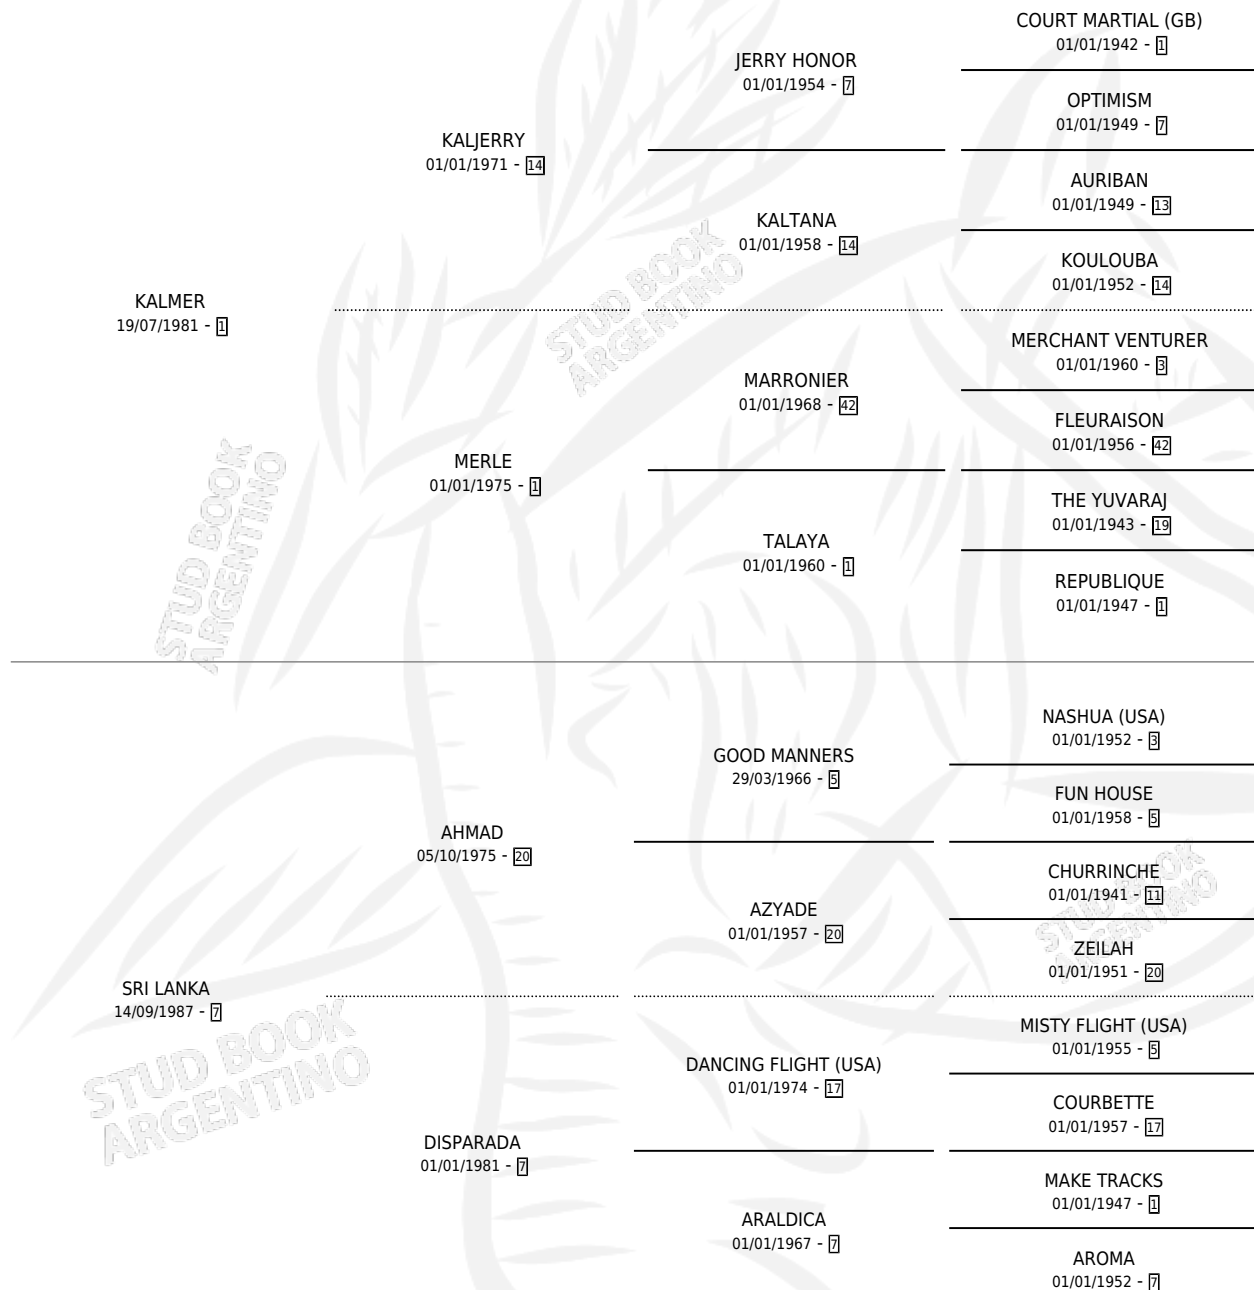 COURT MARTIAL (GB)
01/01/1942 - 1
JERRY HONOR
01/01/1954 - 7
OPTIMISM
01/01/1949 - 7
KALJERRY
01/01/1971 - 14
AURIBAN
01/01/1949 - 13
KALTANA
01/01/1958 - 14
KOULOUBA
01/01/1952 - 14
KALMER
19/07/1981 - 1
MERCHANT VENTURER
01/01/1960 - 3
MARRONIER
01/01/1968 - 42
FLEURAISON
01/01/1956 - 42
MERLE
01/01/1975 - 1
THE YUVARAJ
01/01/1943 - 19
TALAYA
01/01/1960 - 1
REPUBLIQUE
01/01/1947 - 1
NASHUA (USA)
01/01/1952 - 3
GOOD MANNERS
29/03/1966 - 5
FUN HOUSE
01/01/1958 - 5
AHMAD
05/10/1975 - 20
CHURRINCHE
01/01/1941 - 11
AZYADE
01/01/1957 - 20
ZEILAH
01/01/1951 - 20
SRI LANKA
14/09/1987 - 7
MISTY FLIGHT (USA)
01/01/1955 - 5
DANCING FLIGHT (USA)
01/01/1974 - 17
COURBETTE
01/01/1957 - 17
DISPARADA
01/01/1981 - 7
MAKE TRACKS
01/01/1947 - 1
ARALDICA
01/01/1967 - 7
AROMA
01/01/1952 - 7
STUD BOOK
ARGENTINO
STUD BOOK
ARGENTINO
STUD BOOK
ARGENTINO
STUD BOOK
ARGENTINO